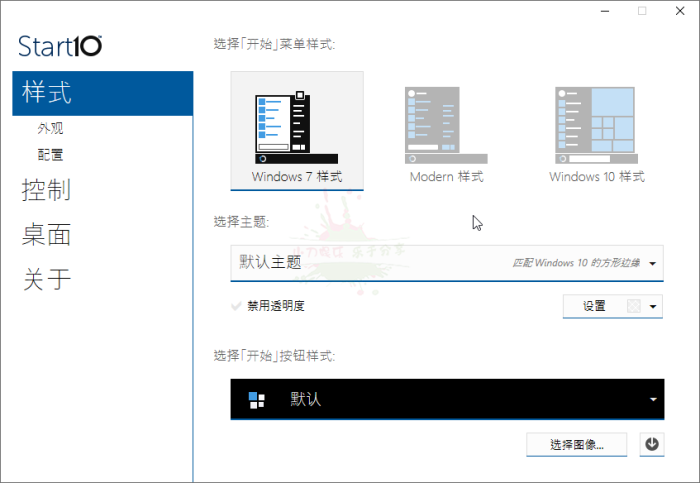 Start10™
样式
外观
配置
控制
桌面
关于
选择「开始」菜单样式:
Windows 7 样式
Modern 样式
Windows 10 样式
选择主题:
默认主题
匹配 Windows 10 的方形边缘
禁用透明度
设置
选择「开始」按钮样式:
默认
选择图像...